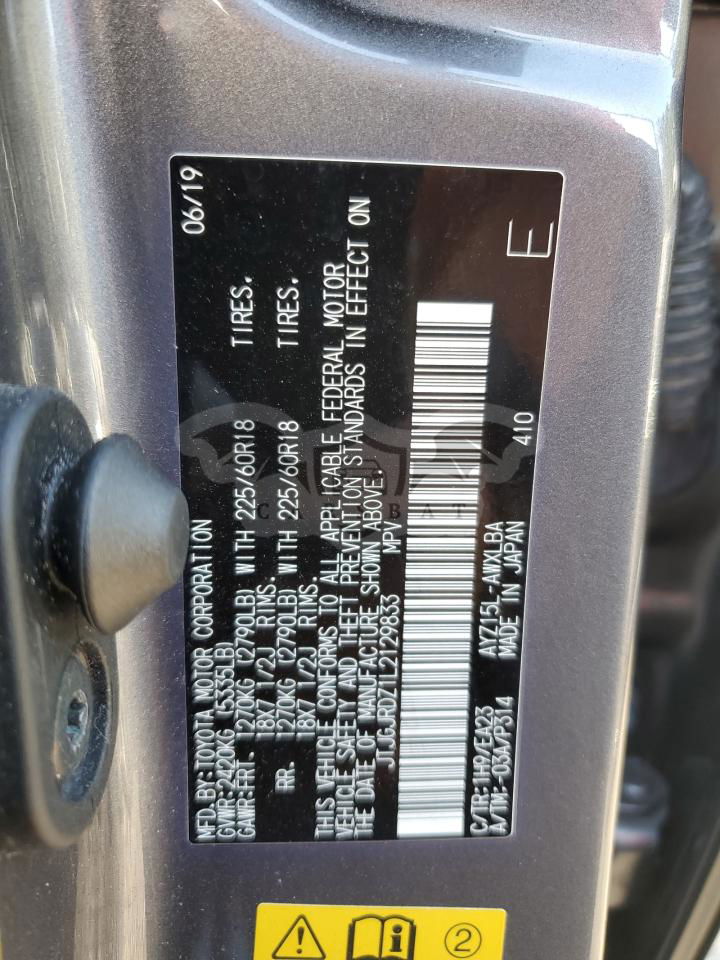 MFD.BY:TOYOTA MOTOR CORPORATION 06/19
GVWR:2420KG (5335LB)
GAWR:FRT. 1270KG (2790LB) WITH 225/60R18 TIRES.
18X7 1/2J RIMS.
RR. 1270KG (2790LB) WITH 225/60R18 TIRES.
18X7 1/2J RIMS.
THIS VEHICLE CONFORMS TO ALL APPLICABLE FEDERAL MOTOR
VEHICLE SAFETY AND THEFT PREVENTION STANDARDS IN EFFECT ON
THE DATE OF MANUFACTURE SHOWN ABOVE.
JTJGJRDZ1L2129833 MPV
C/TR:1H9/EA23 AYZ15L-AWXLBA 410
A/TM:-03A/P314 MADE IN JAPAN
E
2